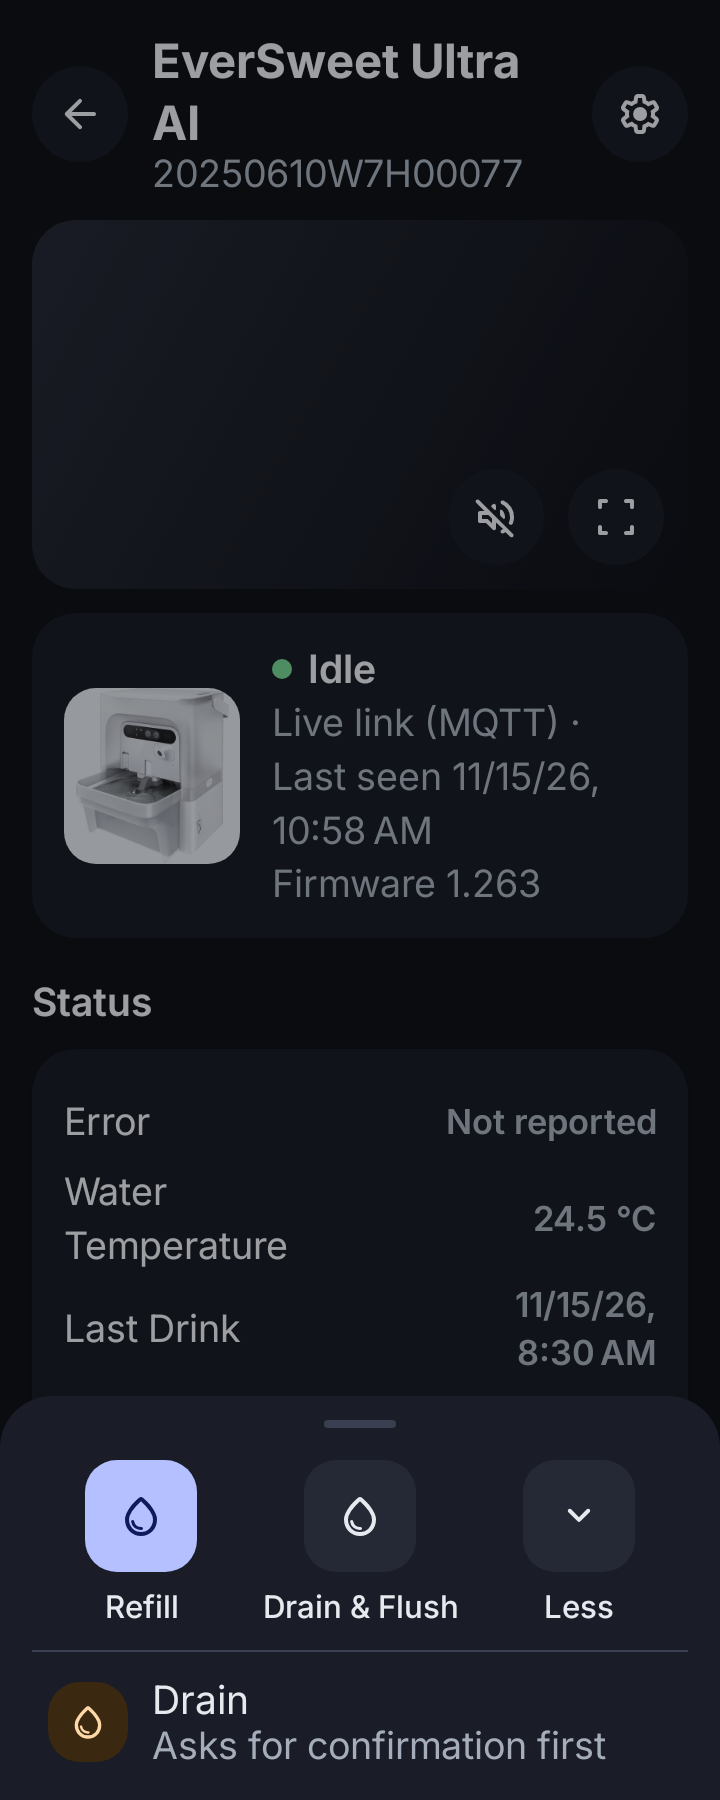 EverSweet Ultra
AI
20250610W7H00077
Idle
Live link (MQTT) ·
Last seen 11/15/26,
10:58 AM
Firmware 1.263
Status
Error
Not reported
Water
Temperature
24.5 °C
Last Drink
11/15/26,
8:30 AM
Refill
Drain & Flush
Less
Drain
Asks for confirmation first